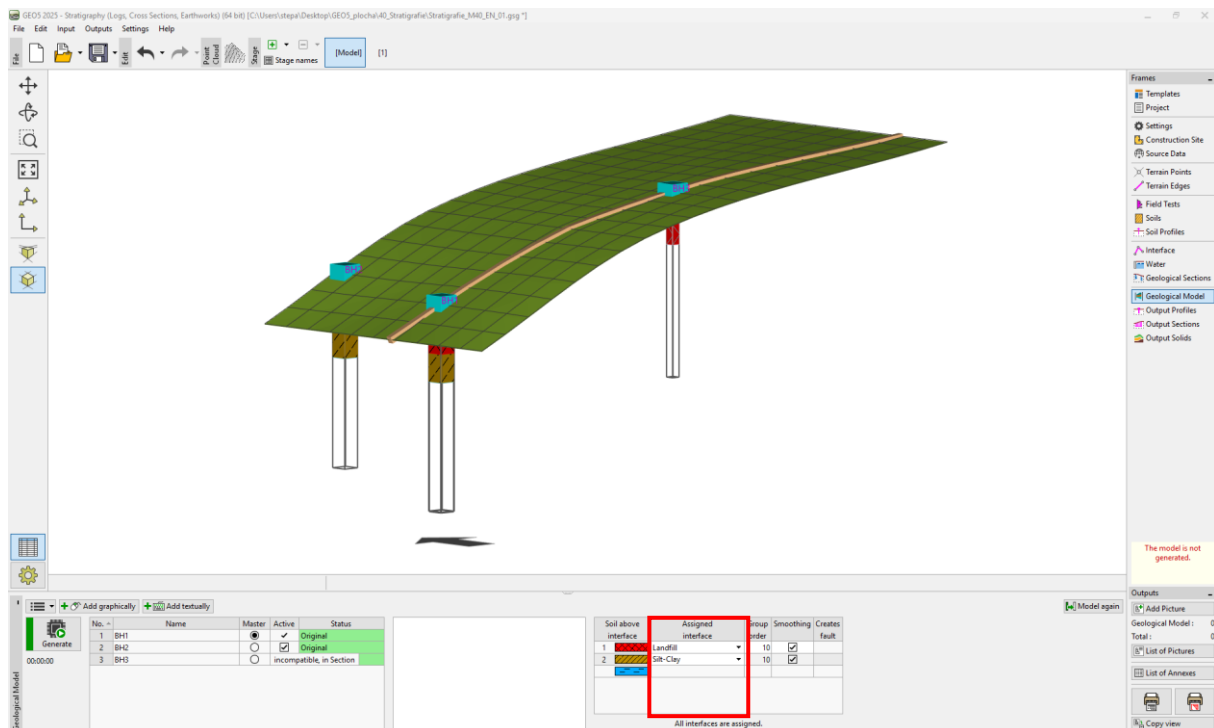 GEO5 2025 - Stratigraphy (Logs, Cross Sections, Earthworks) (64 bit) [C:\Users\stepa\Desktop\GEO5_plocha\40_Stratigrafie\Stratigrafie_M40_EN_01.gsg *]
File Edit Input Outputs Settings Help
File
Edit
Point Cloud
Stage
Stage names
[Model]
[1]
Frames
Templates
Project
Settings
Construction Site
Source Data
Terrain Points
Terrain Edges
Field Tests
Soils
Soil Profiles
Interface
Water
Geological Sections
Geological Model
Output Profiles
Output Sections
Output Solids
The model is not
generated.
Outputs
Add Picture
Geological Model : 0
Total : 0
List of Pictures
List of Annexes
Copy view
Add graphically Add textually
Model again
Generate
00:00:00
Geological Model
No. Name Master Active Status
1 BH1 Original
2 BH2 Original
3 BH3 incompatible, in Section
Soil above Assigned Group Smoothing Creates
interface interface order fault
1 Landfill 10
2 Silt-Clay 10
All interfaces are assigned.